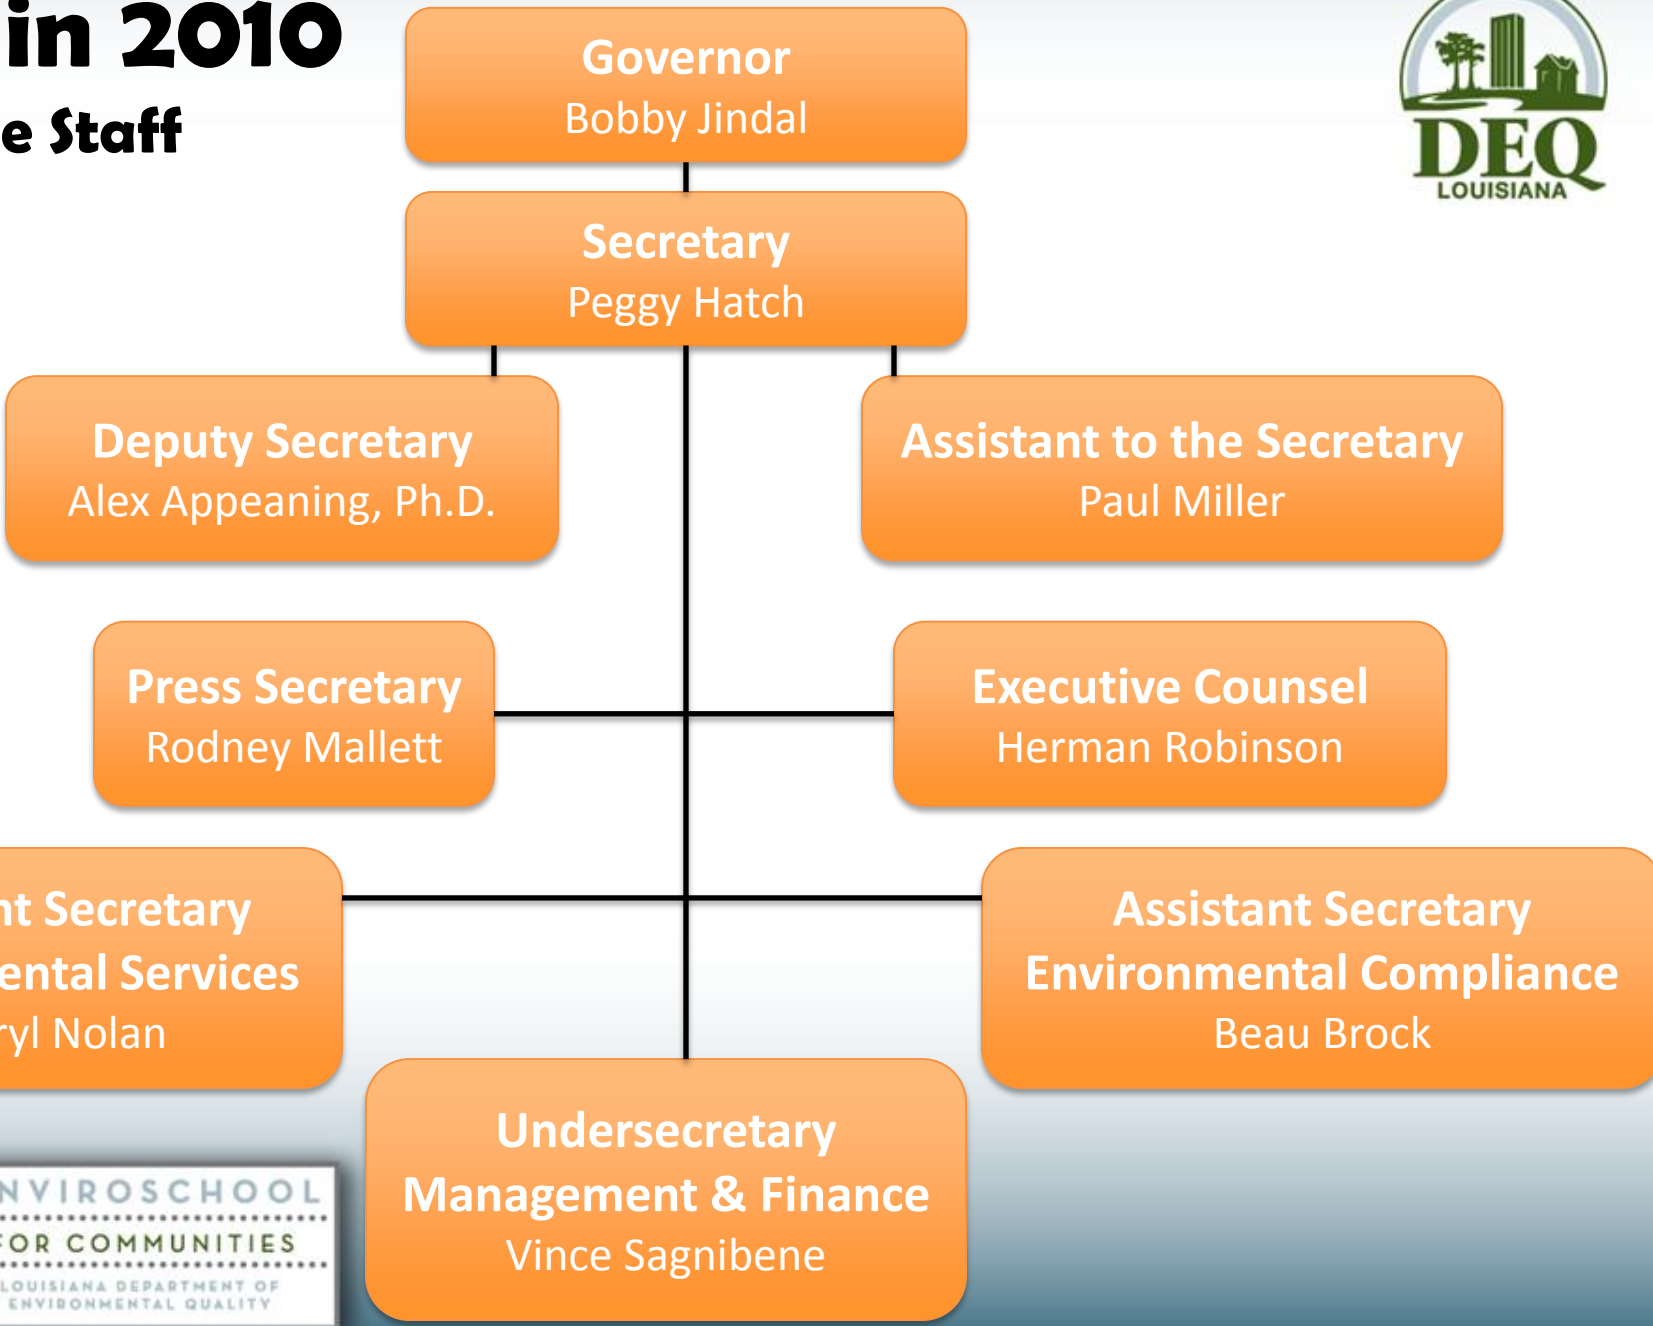 in 2010
e Staff
DEQ
LOUISIANA
Governor
Bobby Jindal
Secretary
Peggy Hatch
Deputy Secretary
Alex Appeaning, Ph.D.
Assistant to the Secretary
Paul Miller
Press Secretary
Rodney Mallett
Executive Counsel
Herman Robinson
nt Secretary
ental Services
ryl Nolan
Assistant Secretary
Environmental Compliance
Beau Brock
Undersecretary
Management & Finance
Vince Sagnibene
NVIROSCHOOL
FOR COMMUNITIES
LOUISIANA DEPARTMENT OF
ENVIRONMENTAL QUALITY